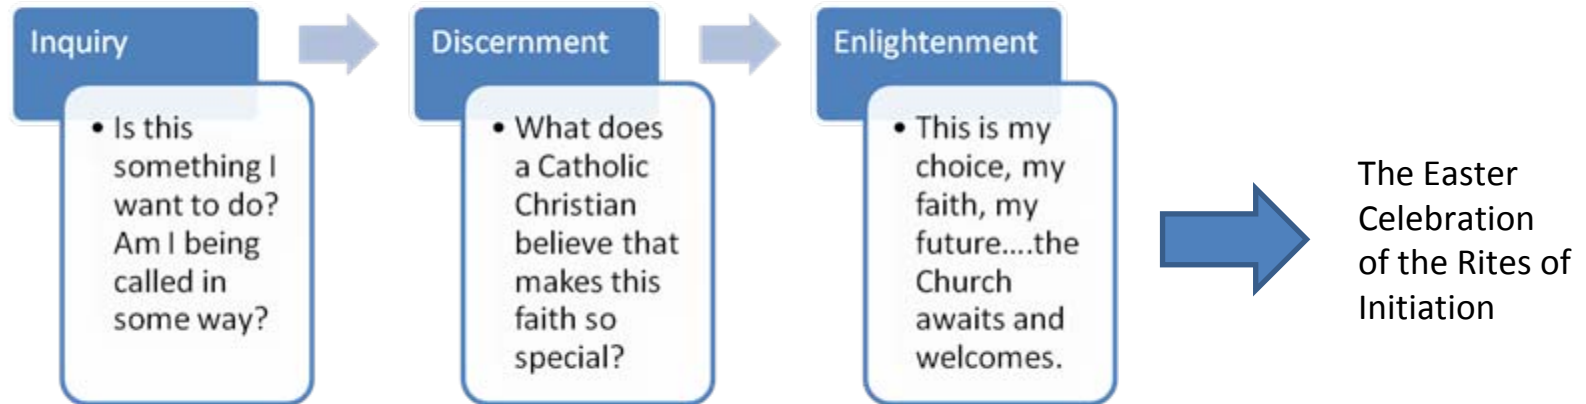 Inquiry
• Is this
something I
want to do?
Am I being
called in
some way?
Discernment
• What does
a Catholic
Christian
believe that
makes this
faith so
special?
Enlightenment
• This is my
choice, my
faith, my
future....the
Church
awaits and
welcomes.
The Easter
Celebration
of the Rites of
Initiation